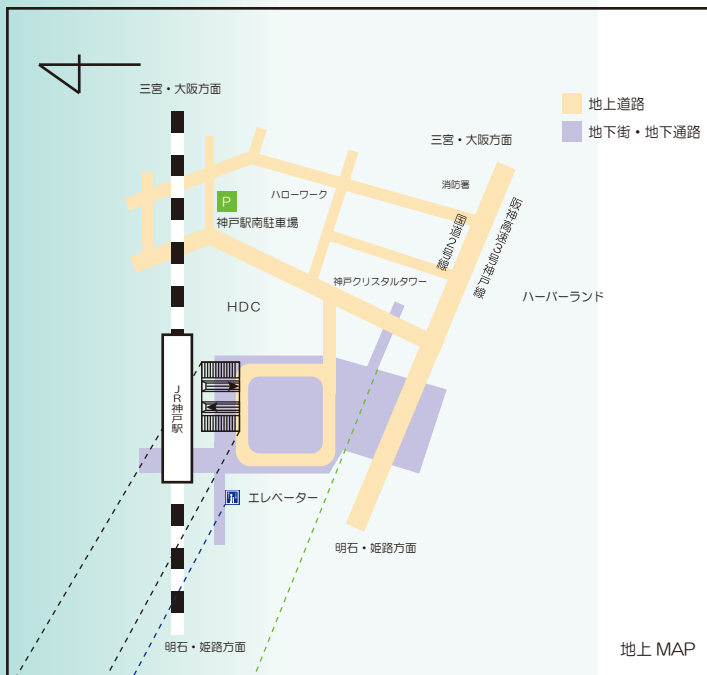 三宮・大阪方面
地上道路
三宮・大阪方面
地下街・地下通路
消防署
ハローワーク
P
神戸駅南駐車場
国道2号線
阪神高速3号神戸線
神戸クリスタルタワー
ハーバーランド
HDC
JR神戸駅
エレベーター
明石・姫路方面
明石・姫路方面
地上 MAP